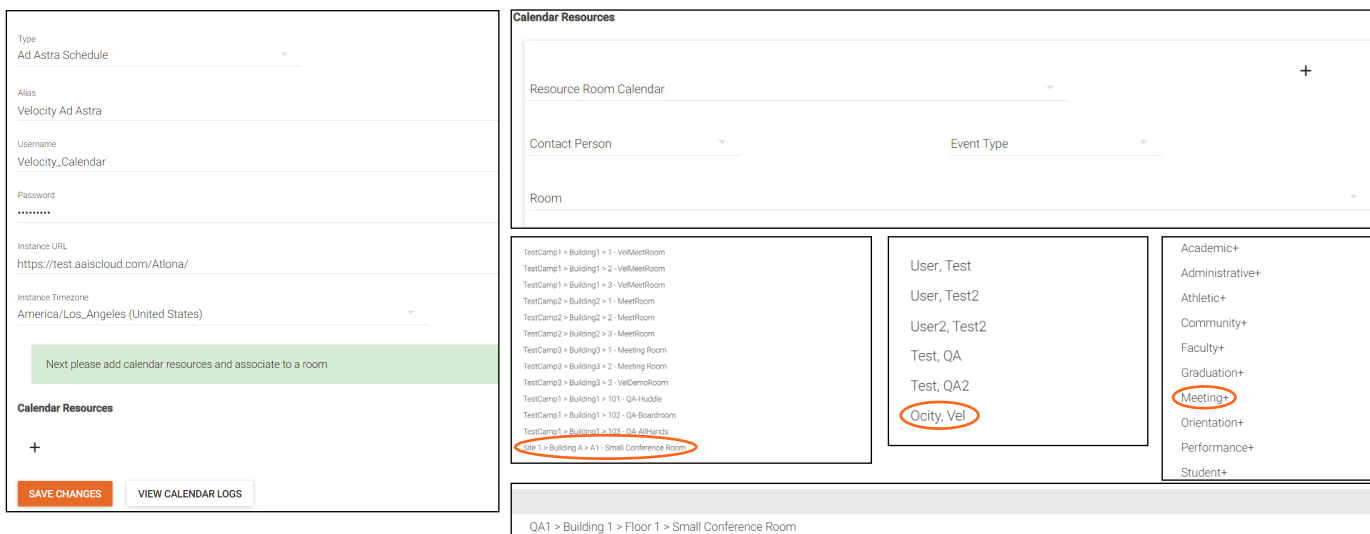 Type
Ad Astra Schedule
Alias
Velocity Ad Astra
Username
Velocity_Calendar
Password
•••••••••
Instance URL
https://test.aaiscloud.com/Atlona/
Instance Timezone
America/Los_Angeles (United States)
Next please add calendar resources and associate to a room
Calendar Resources
+
SAVE CHANGES VIEW CALENDAR LOGS
Calendar Resources
+
Resource Room Calendar
Contact Person Event Type
Room
TestCamp1 > Building1 > 1 - VelMeetRoom
TestCamp1 > Building1 > 2 - VelMeetRoom
TestCamp1 > Building1 > 3 - VelMeetRoom
TestCamp2 > Building2 > 1 - MeetRoom
TestCamp2 > Building2 > 2 - MeetRoom
TestCamp2 > Building2 > 3 - MeetRoom
TestCamp3 > Building3 > 1 - Meeting Room
TestCamp3 > Building3 > 2 - Meeting Room
TestCamp3 > Building3 > 3 - VelDemoRoom
TestCamp1 > Building1 > 101 - QA-Huddle
TestCamp1 > Building1 > 102 - QA-Boardroom
TestCamp1 > Building1 > 103 - QA-AllHands
Site 1 > Building A > A1 - Small Conference Room
User, Test
User, Test2
User2, Test2
Test, QA
Test, QA2
Ocity, Vel
Academic+
Administrative+
Athletic+
Community+
Faculty+
Graduation+
Meeting+
Orientation+
Performance+
Student+
QA1 > Building 1 > Floor 1 > Small Conference Room